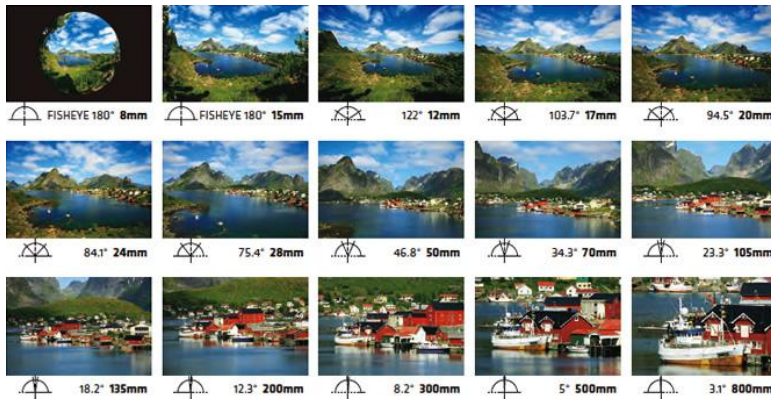 FISHEYE 180° 8mm
FISHEYE 180° 15mm
122° 12mm
103.7° 17mm
94.5° 20mm
84.1° 24mm
75.4° 28mm
46.8° 50mm
34.3° 70mm
23.3° 105mm
18.2° 135mm
12.3° 200mm
8.2° 300mm
5° 500mm
3.1° 800mm